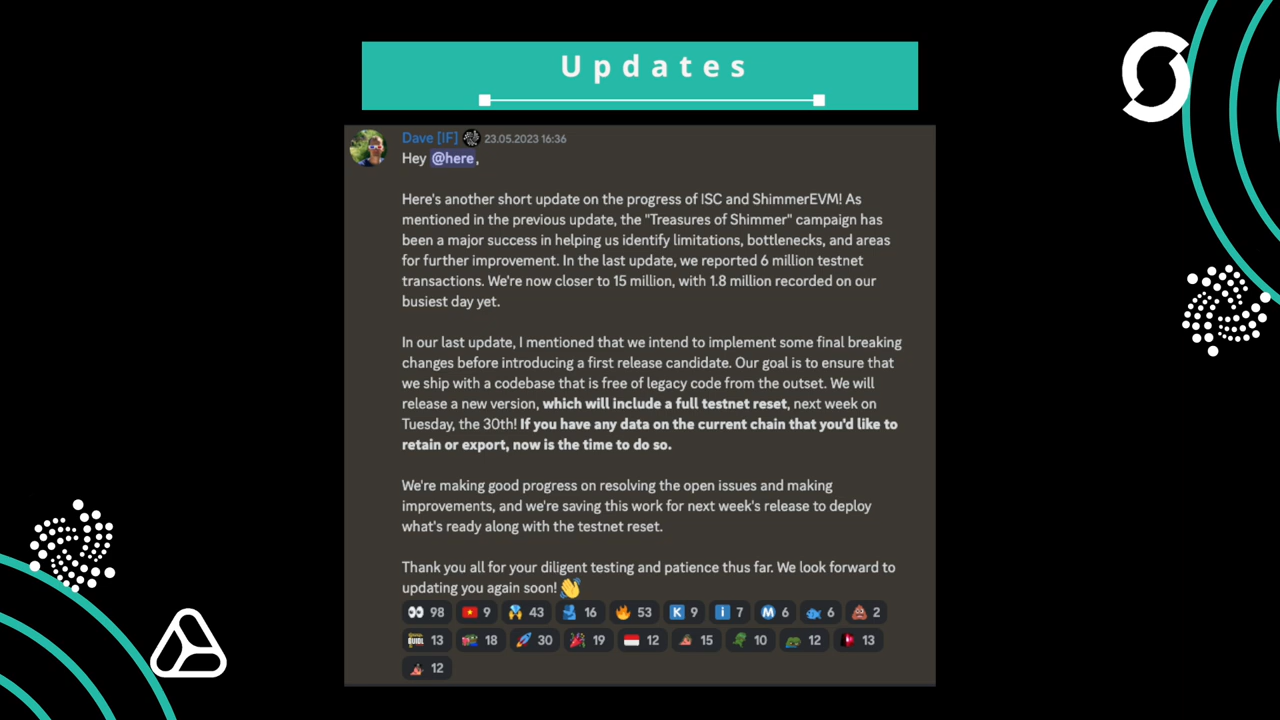 Updates
Dave [IF] 23.05.2023 16:36
Hey @here,
Here's another short update on the progress of ISC and ShimmerEVM! As
mentioned in the previous update, the "Treasures of Shimmer" campaign has
been a major success in helping us identify limitations, bottlenecks, and areas
for further improvement. In the last update, we reported 6 million testnet
transactions. We're now closer to 15 million, with 1.8 million recorded on our
busiest day yet.
In our last update, I mentioned that we intend to implement some final breaking
changes before introducing a first release candidate. Our goal is to ensure that
we ship with a codebase that is free of legacy code from the outset. We will
release a new version, which will include a full testnet reset, next week on
Tuesday, the 30th! If you have any data on the current chain that you'd like to
retain or export, now is the time to do so.
We're making good progress on resolving the open issues and making
improvements, and we're saving this work for next week's release to deploy
what's ready along with the testnet reset.
Thank you all for your diligent testing and patience thus far. We look forward to
updating you again soon! 👋
98 9 43 16 53 K 9 i 7 M 6 6 2
BUIDL 13 18 30 19 12 15 10 12 13
12